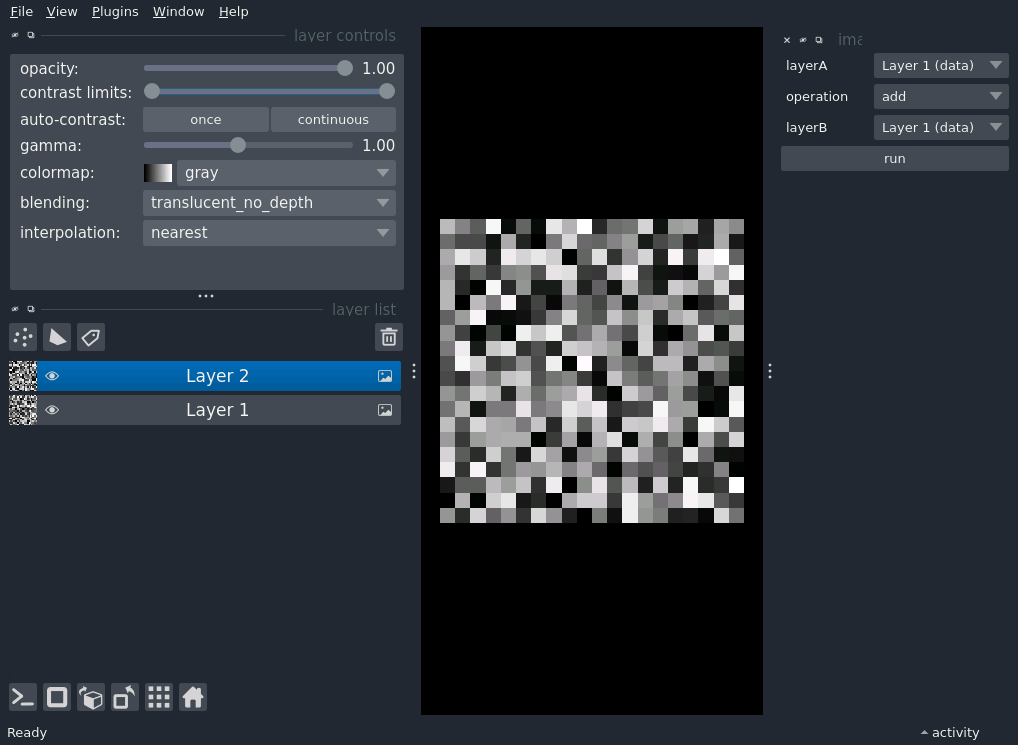 File View Plugins Window Help
layer controls
opacity: 1.00
contrast limits:
auto-contrast: once continuous
gamma: 1.00
colormap: gray
blending: translucent_no_depth
interpolation: nearest
layer list
Layer 2
Layer 1
ima
layerA Layer 1 (data)
operation add
layerB Layer 1 (data)
run
Ready
activity